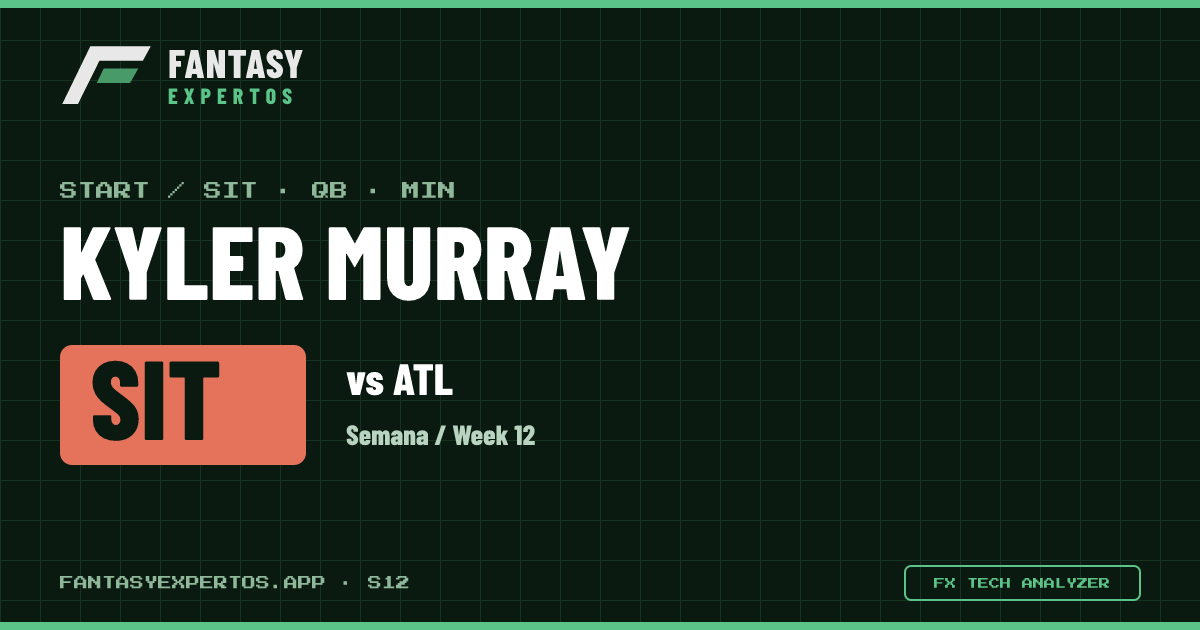 FANTASY
EXPERTOS
START / SIT · QB · MIN
KYLER MURRAY
SIT
vs ATL
Semana / Week 12
FANTASYEXPERTOS.APP · S12
FX TECH ANALYZER